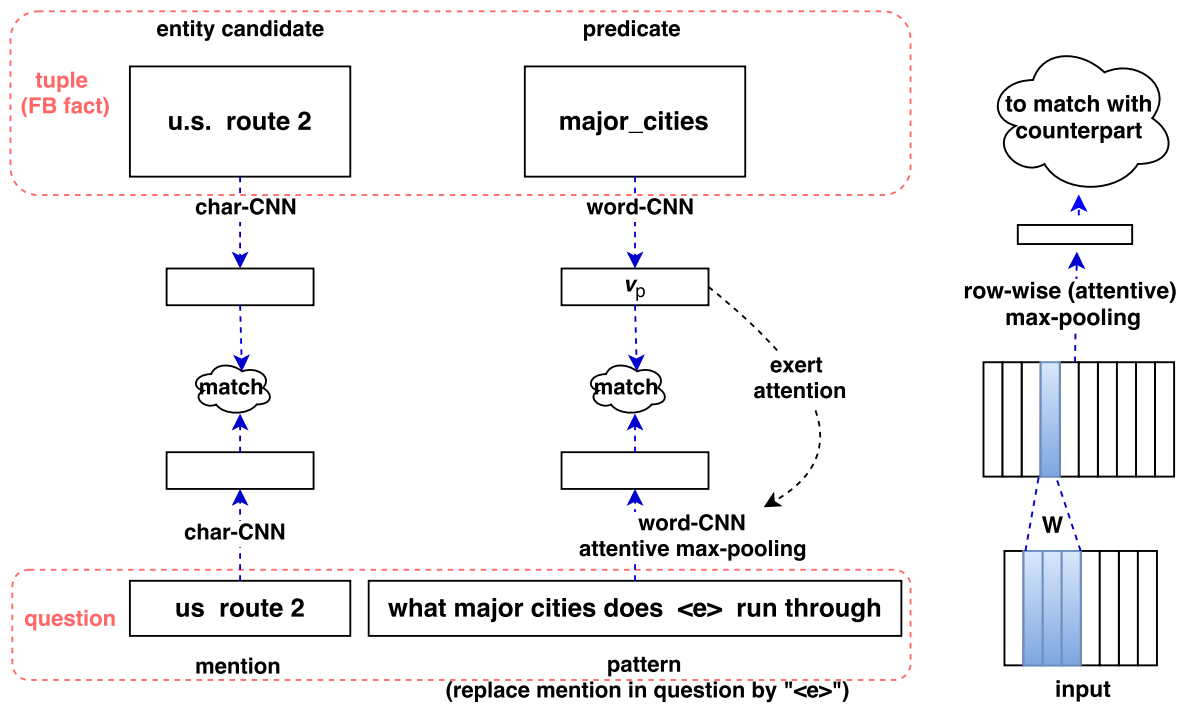 entity candidate
predicate
tuple
(FB fact)
u.s. route 2
major_cities
char-CNN
word-CNN
vp
match
match
exert
attention
char-CNN
word-CNN
attentive max-pooling
question
us route 2
what major cities does <e> run through
mention
pattern
(replace mention in question by "<e>")
to match with
counterpart
row-wise (attentive)
max-pooling
W
input